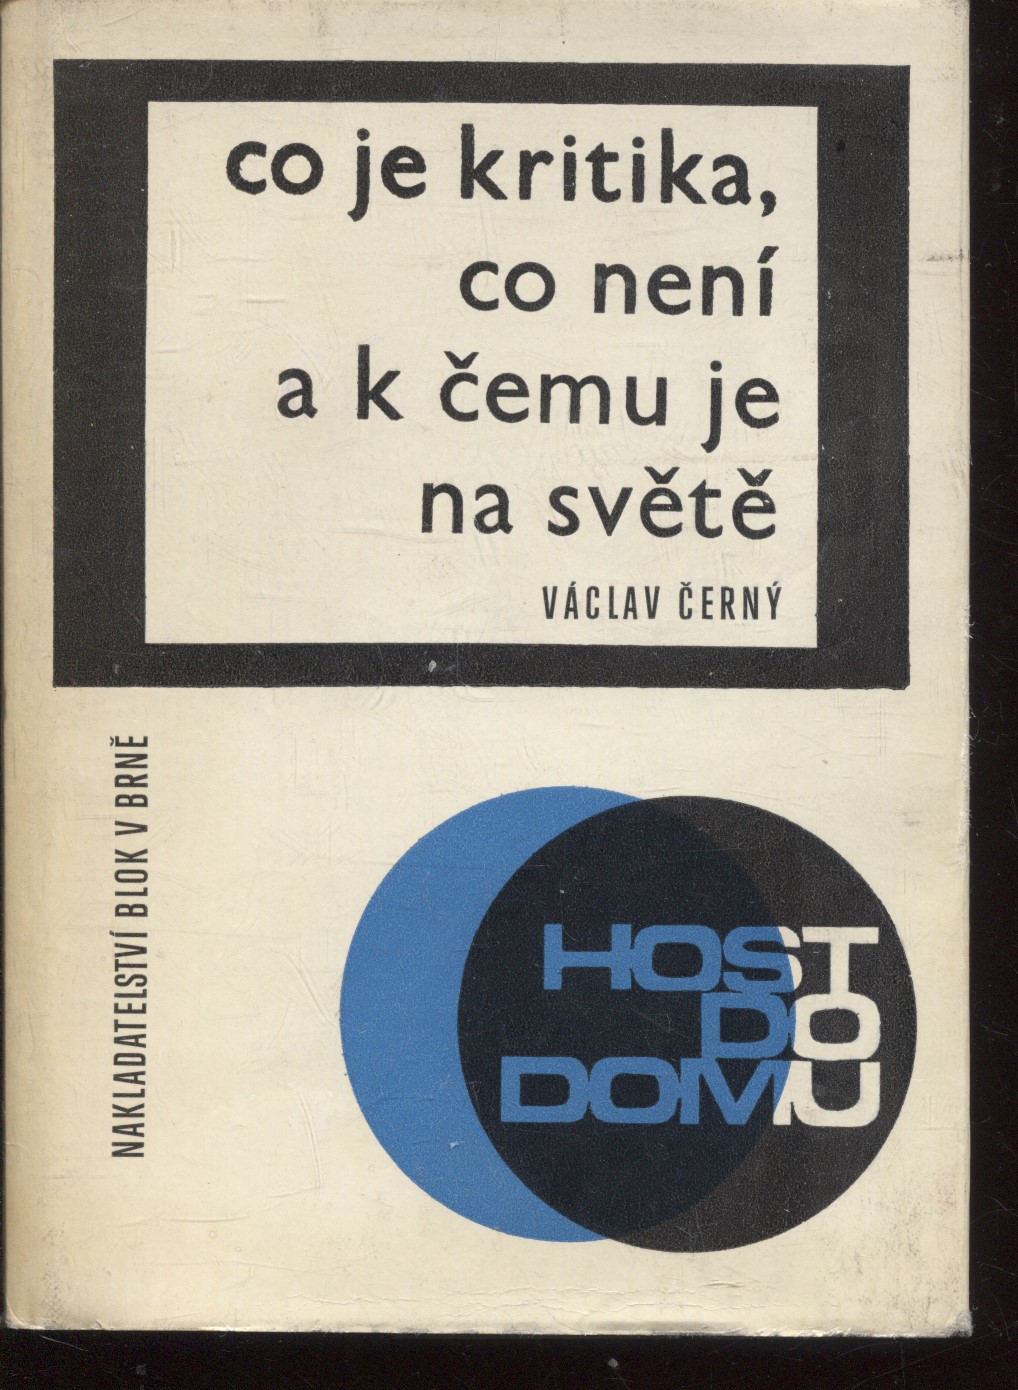 co je kritika,
co není
a k čemu je
na světě
VÁCLAV ČERNÝ
NAKLADATELSTVÍ BLOK V BRNĚ
HOST
DO
DOMU